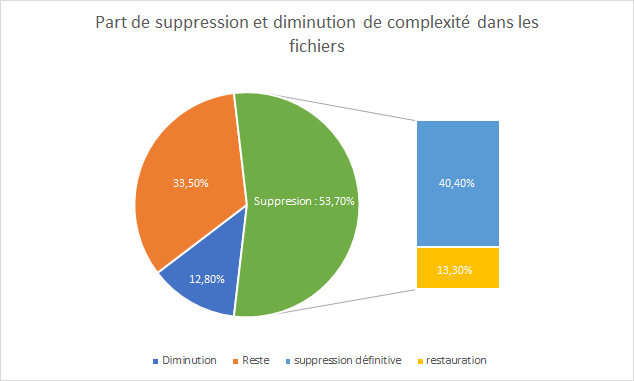 Part de suppression et diminution de complexité dans les
fichiers
33,50%
Suppresion : 53,70%
12,80%
40,40%
13,30%
Diminution
Reste
suppression définitive
restauration